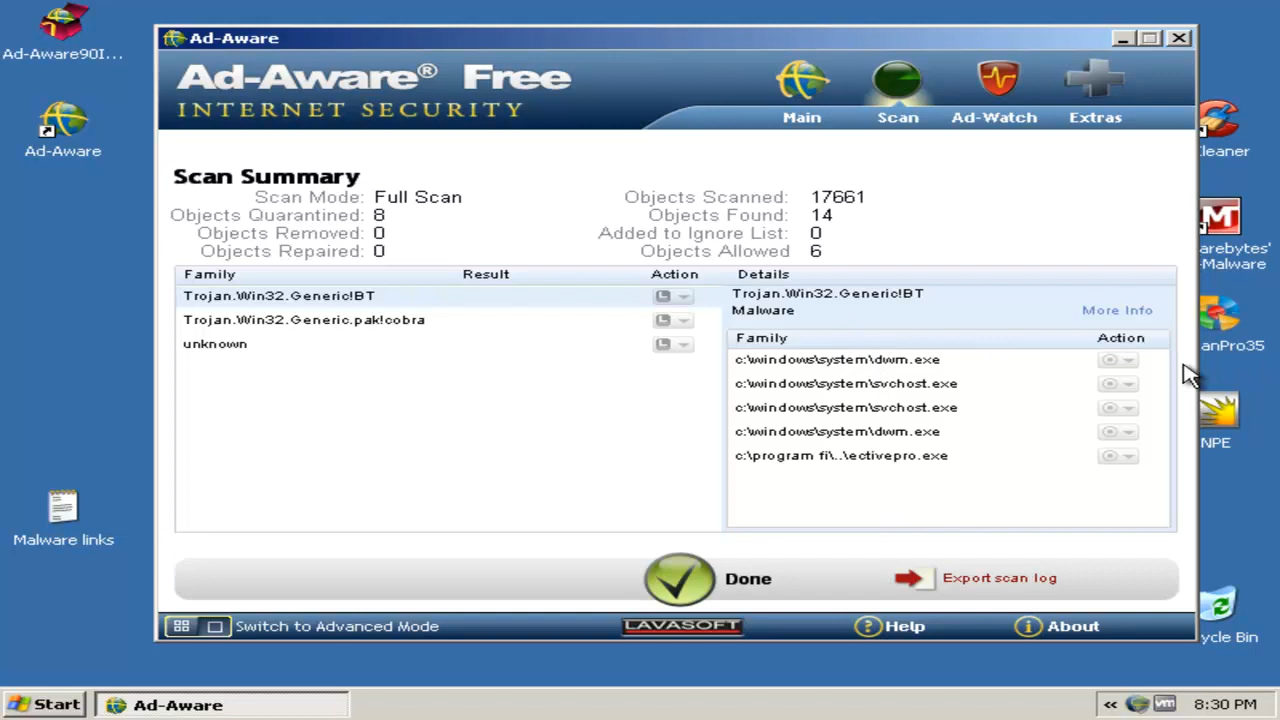 Ad-Aware90I...
Ad-Aware
Malware links
Ad-Aware
Ad-Aware® Free
INTERNET SECURITY
Main
Scan
Ad-Watch
Extras
Scan Summary
Scan Mode: Full Scan
Objects Scanned: 17661
Objects Quarantined: 8
Objects Found: 14
Objects Removed: 0
Added to Ignore List: 0
Objects Repaired: 0
Objects Allowed 6
Family Result Action
Trojan.Win32.Generic!BT
Trojan.Win32.Generic.pak!cobra
unknown
Details
Trojan.Win32.Generic!BT
Malware More Info
Family Action
c:\windows\system\dwm.exe
c:\windows\system\svchost.exe
c:\windows\system\svchost.exe
c:\windows\system\dwm.exe
c:\program fi\..\ectivepro.exe
Done
Export scan log
Switch to Advanced Mode
LAVASOFT
? Help
i About
Cleaner
M
arebytes'
-Malware
anPro35
NPE
cycle Bin
Start
Ad-Aware
«
vm
8:30 PM